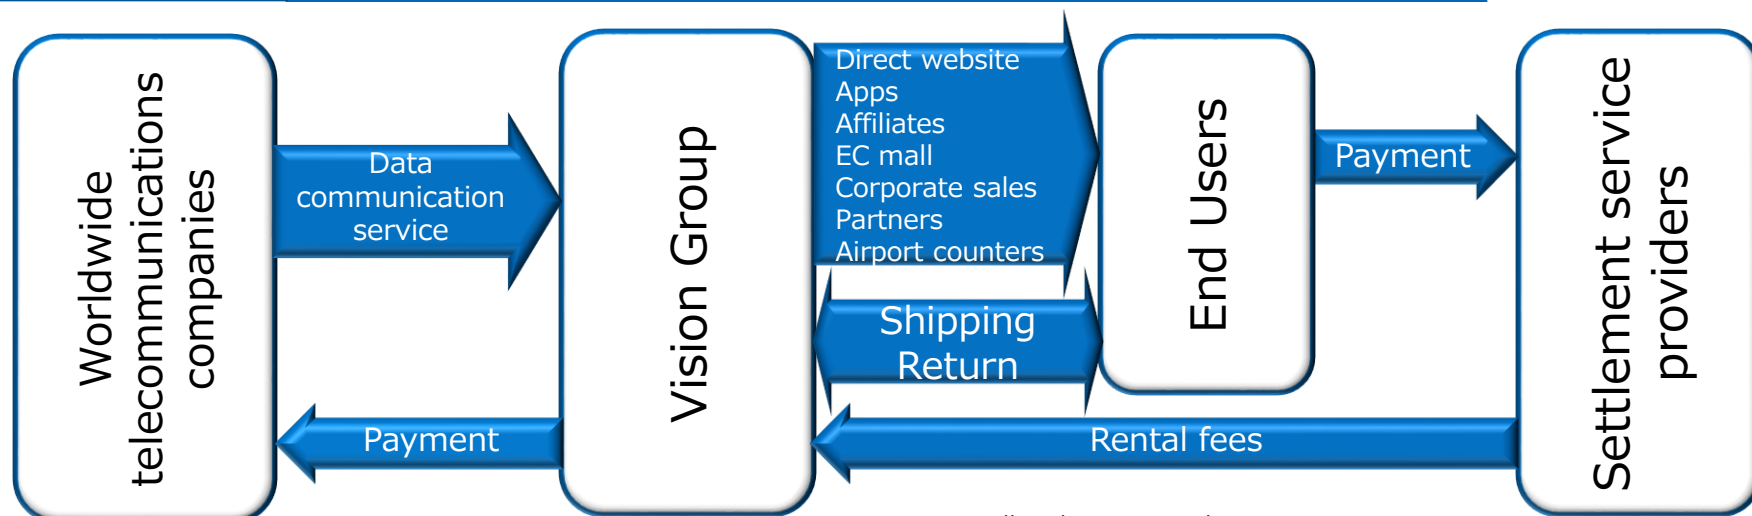 Worldwide
telecommunications
companies
Data
communication
service
Payment
Vision Group
Direct website
Apps
Affiliates
EC mall
Corporate sales
Partners
Airport counters
Shipping
Return
End Users
Payment
Rental fees
Settlement service
providers